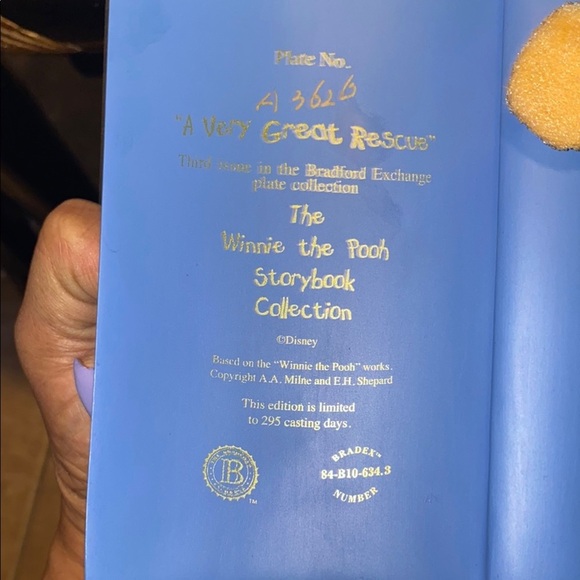 Plate No.
A 3626
"A Very Great Rescue"
Third issue in the Bradford Exchange
plate collection
The
Winnie the Pooh
Storybook
Collection
©Disney
Based on the "Winnie the Pooh" works.
Copyright A.A. Milne and E.H. Shepard
This edition is limited
to 295 casting days.
B
TM
BRADEX™
84-B10-634.3
NUMBER